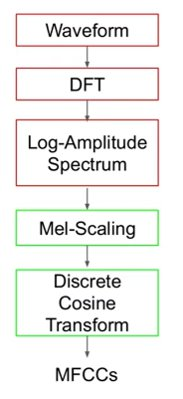 Waveform
DFT
Log-Amplitude
Spectrum
Mel-Scaling
Discrete
Cosine
Transform
MFCCs